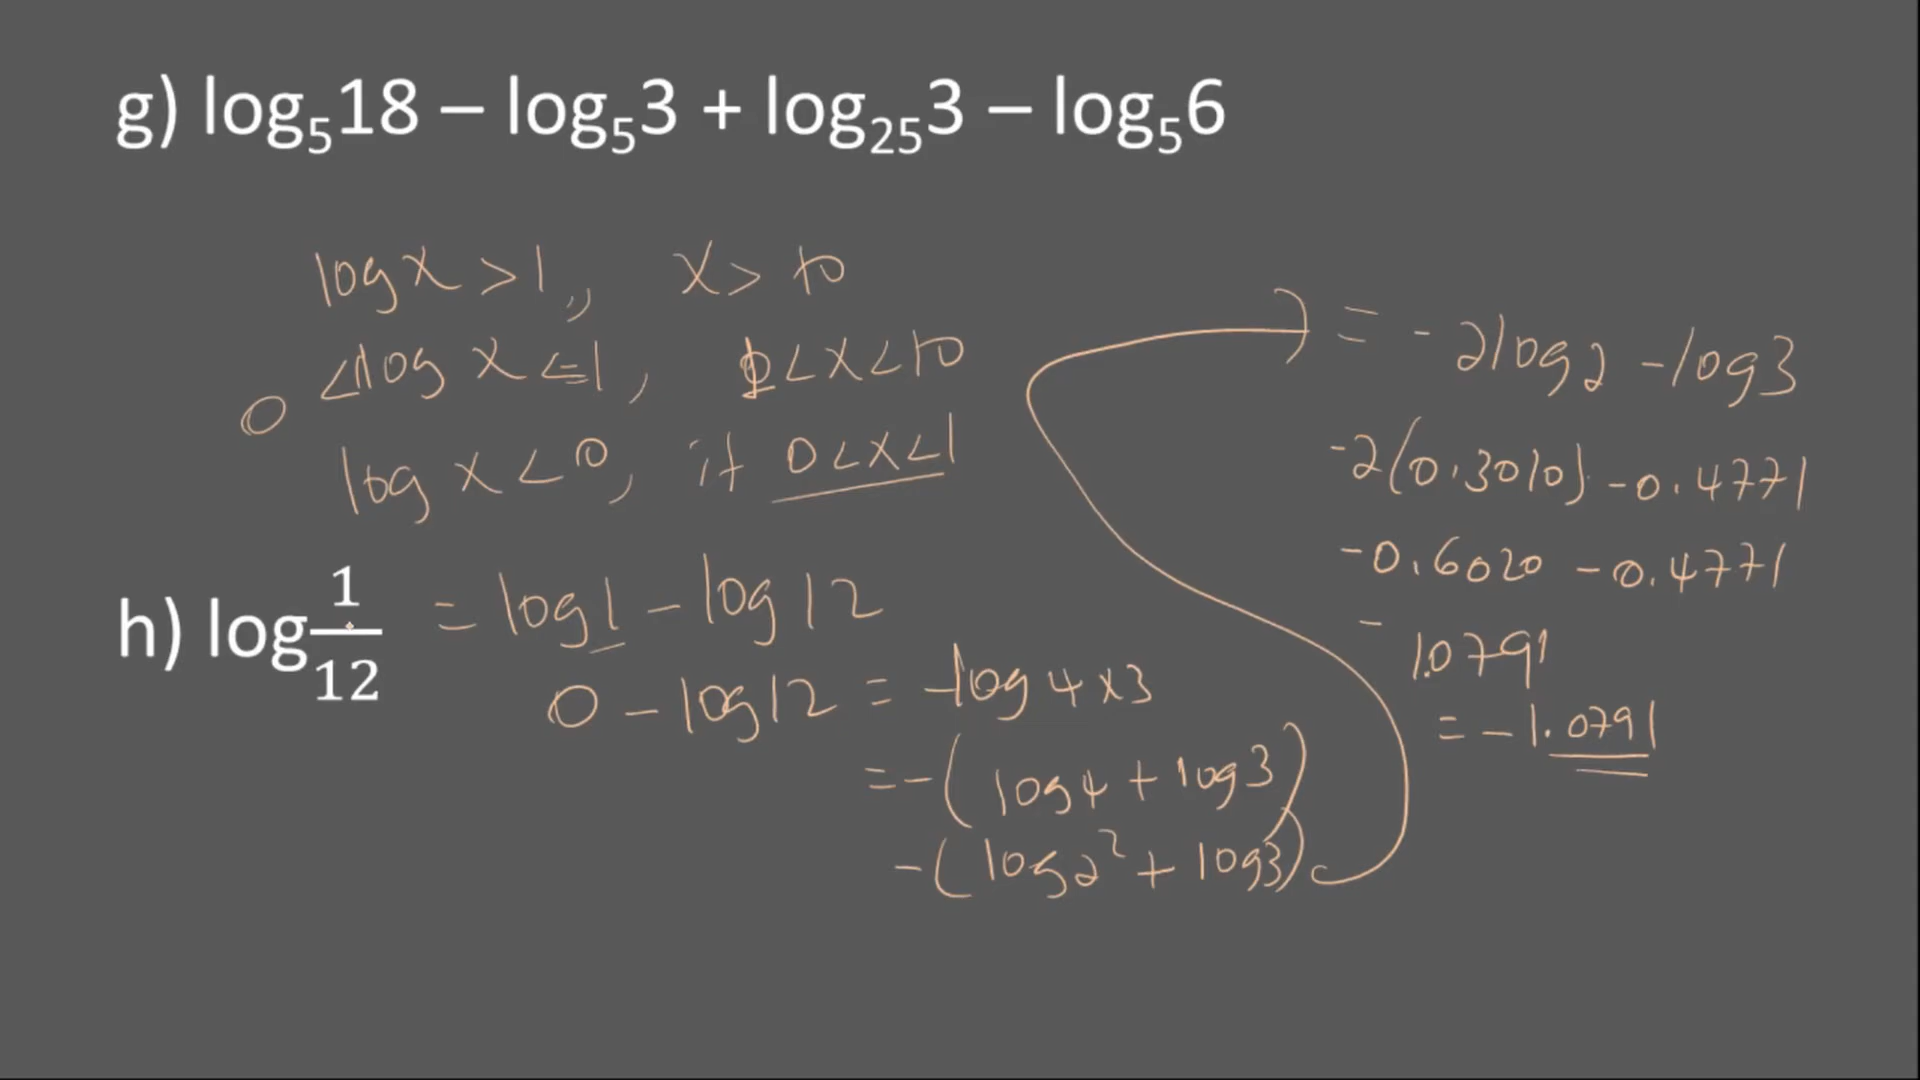 g) log₅18 – log₅3 + log₂₅3 – log₅6
log x > 1,, x > 10
0 < log x ≤ 1, 1 < x < 10
log x < 0, if 0 < x < 1
h) log 1/12 = log 1 – log 12
0 – log 12 = – log 4 x 3
= – ( log 4 + log 3 )
– ( log 2² + log 3 )
= - 2 log 2 - log 3
-2(0.3010) - 0.4771
-0.6020 - 0.4771
- 1.0791
= - 1.0791